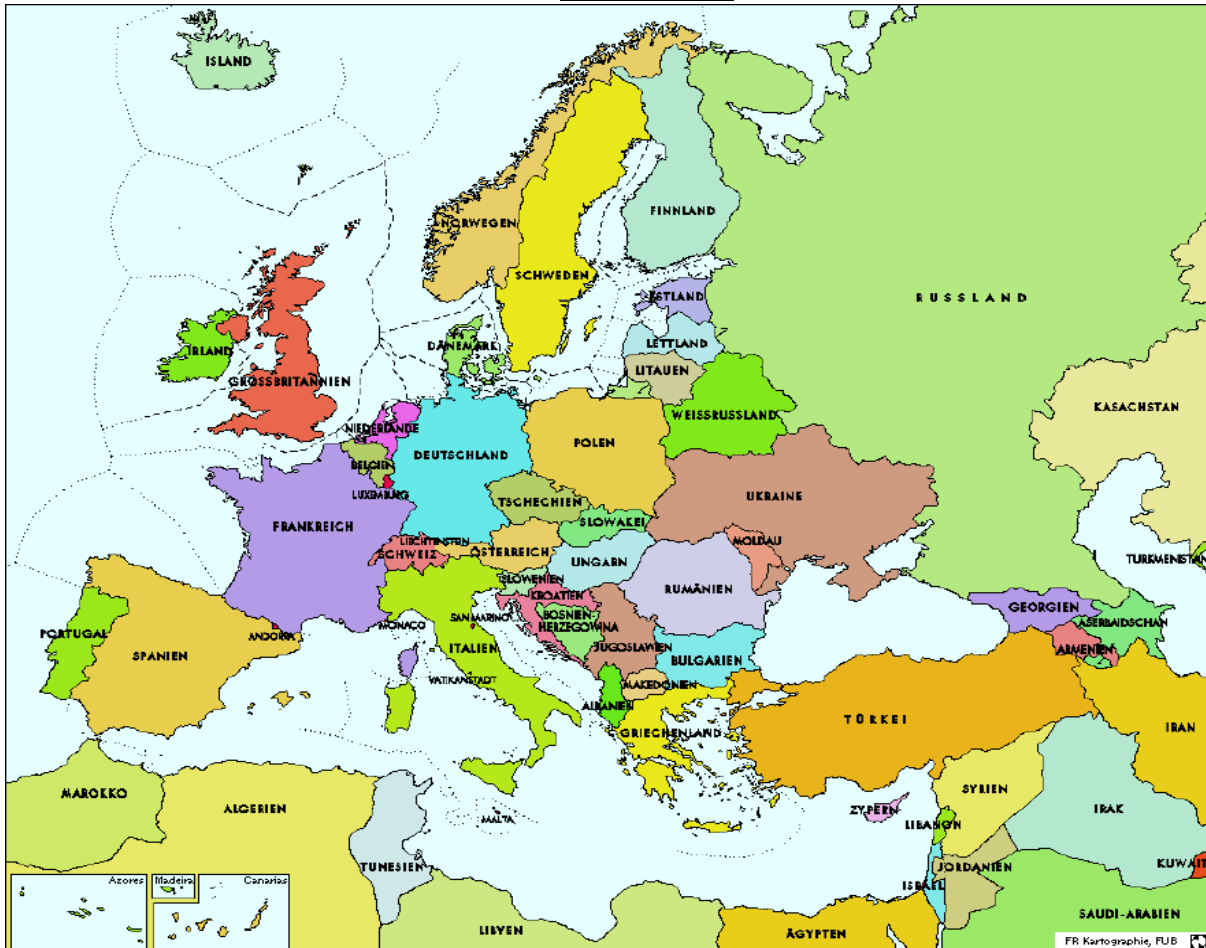 ISLAND
NORWEGEN
FINNLAND
SCHWEDEN
RUSSLAND
ESTLAND
LETTLAND
LITAUEN
IRLAND
DÄNEMARK
GROSSBRITANNIEN
WEISSRUSSLAND
KASACHSTAN
NIEDERLANDE
POLEN
DEUTSCHLAND
BELGIEN
LUXEMBURG
TSCHECHIEN
UKRAINE
FRANKREICH
SLOWAKEI
LIECHTENSTEIN
SCHWEIZ
ÖSTERREICH
MOLDAU
UNGARN
TURKMENISTAN
SLOWENIEN
RUMÄNIEN
KROATIEN
GEORGIEN
BOSNIEN-
HERZEGOWINA
SAN MARINO
MONACO
ANDORRA
PORTUGAL
ASERBAIDSCHAN
ITALIEN
JUGOSLAWIEN
ARMENIEN
SPANIEN
BULGARIEN
VATIKANSTADT
MAKEDONIEN
ALBANIEN
TÜRKEI
IRAN
GRIECHENLAND
MAROKKO
ALGERIEN
SYRIEN
IRAK
ZYPERN
MALTA
LIBANON
TUNESIEN
JORDANIEN
KUWAIT
ISRAEL
Azores
Madeira
Canarias
SAUDI-ARABIEN
LIBYEN
ÄGYPTEN
FR Kartographie, FUB